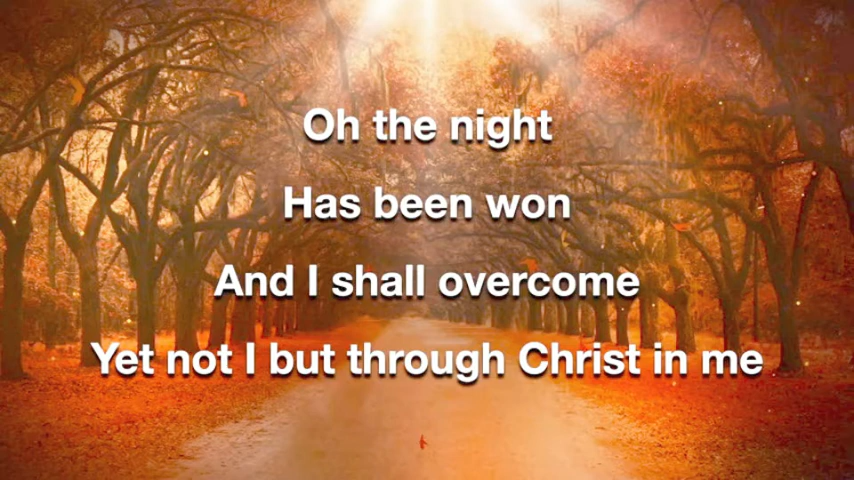 Oh the night
Has been won
And I shall overcome
Yet not I but through Christ in me